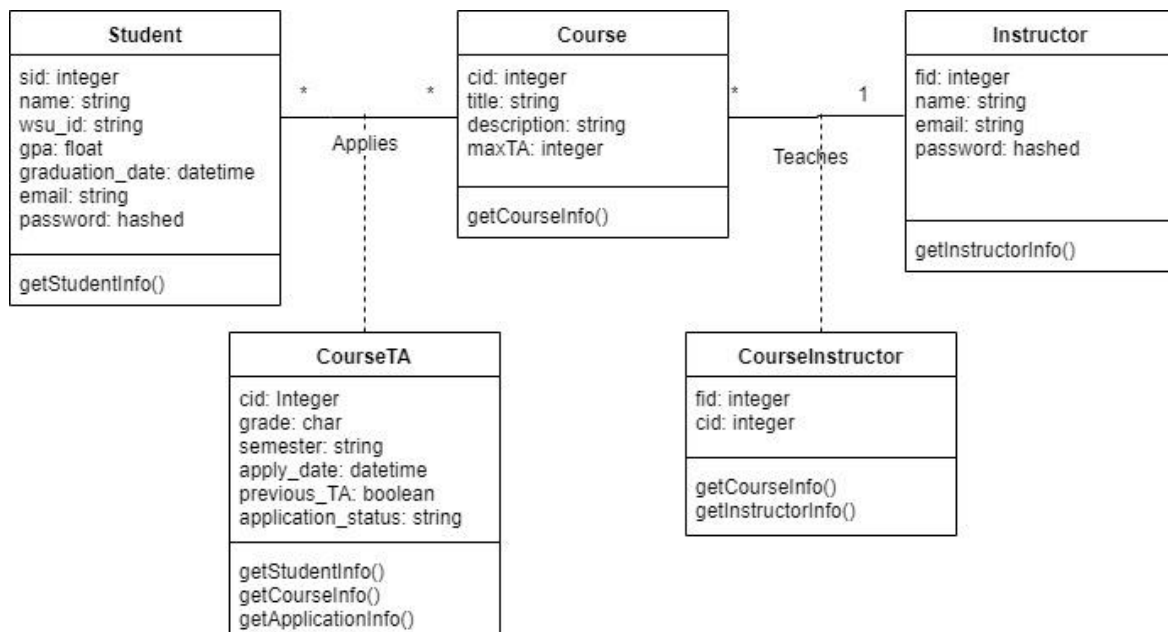 Student
sid: integer
name: string
wsu_id: string
gpa: float
graduation_date: datetime
email: string
password: hashed
getStudentInfo()
*
*
Applies
Course
cid: integer
title: string
description: string
maxTA: integer
getCourseInfo()
*
1
Teaches
Instructor
fid: integer
name: string
email: string
password: hashed
getInstructorInfo()
CourseTA
cid: Integer
grade: char
semester: string
apply_date: datetime
previous_TA: boolean
application_status: string
getStudentInfo()
getCourseInfo()
getApplicationInfo()
CourseInstructor
fid: integer
cid: integer
getCourseInfo()
getInstructorInfo()